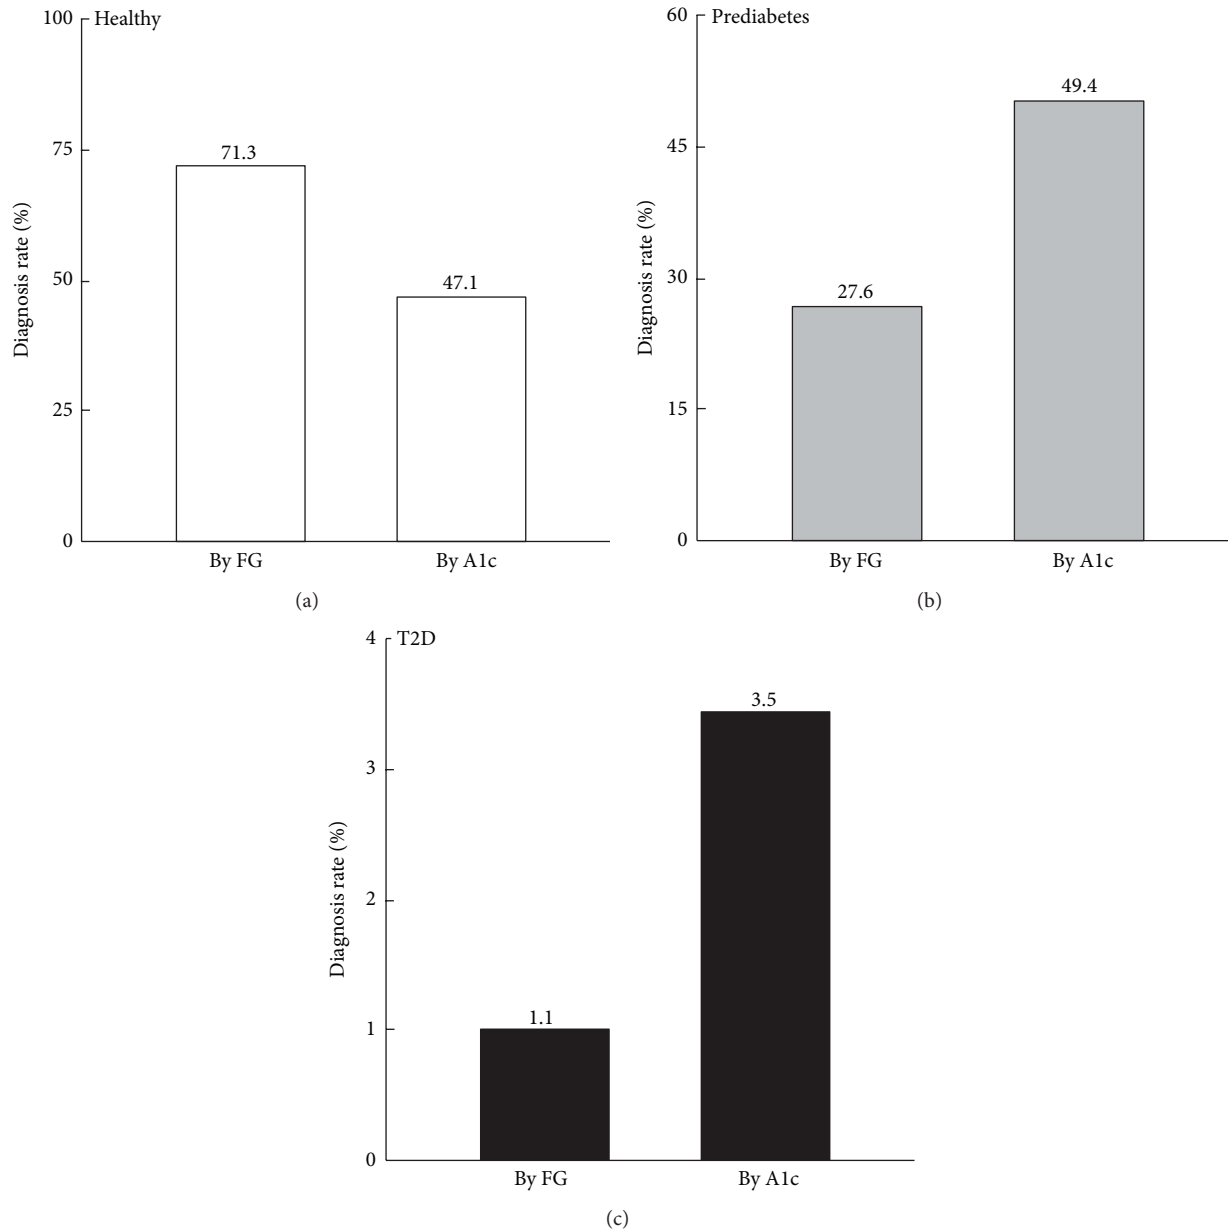 Healthy
100
75
50
25
0
Diagnosis rate (%)
71.3
47.1
By FG
By A1c
(a)
Prediabetes
60
45
30
15
0
Diagnosis rate (%)
27.6
49.4
By FG
By A1c
(b)
T2D
4
3
2
1
0
Diagnosis rate (%)
1.1
3.5
By FG
By A1c
(c)